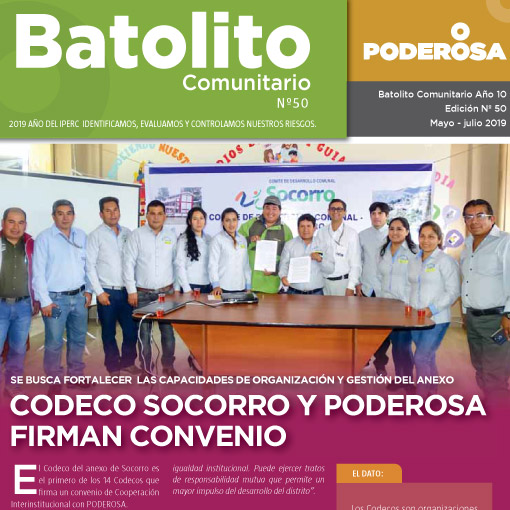 Batolito
Comunitario
Nº50
2019 AÑO DEL IPERC IDENTIFICAMOS, EVALUAMOS Y CONTROLAMOS NUESTROS RIESGOS.
PODEROSA
Batolito Comunitario Año 10
Edición Nº 50
Mayo - julio 2019
COMITÉ DE DESARROLLO COMUNAL
Socorro
SE BUSCA FORTALECER LAS CAPACIDADES DE ORGANIZACIÓN Y GESTIÓN DEL ANEXO
CODECO SOCORRO Y PODEROSA
FIRMAN CONVENIO
El Codeco del anexo de Socorro es
el primero de los 14 Codecos que
firma un convenio de Cooperación
Interinstitucional con PODEROSA.
igualdad institucional. Puede ejercer tratos
de responsabilidad mutua que permite un
mayor impulso del desarrollo del distrito”.
EL DATO:
Los Codecos son organizaciones